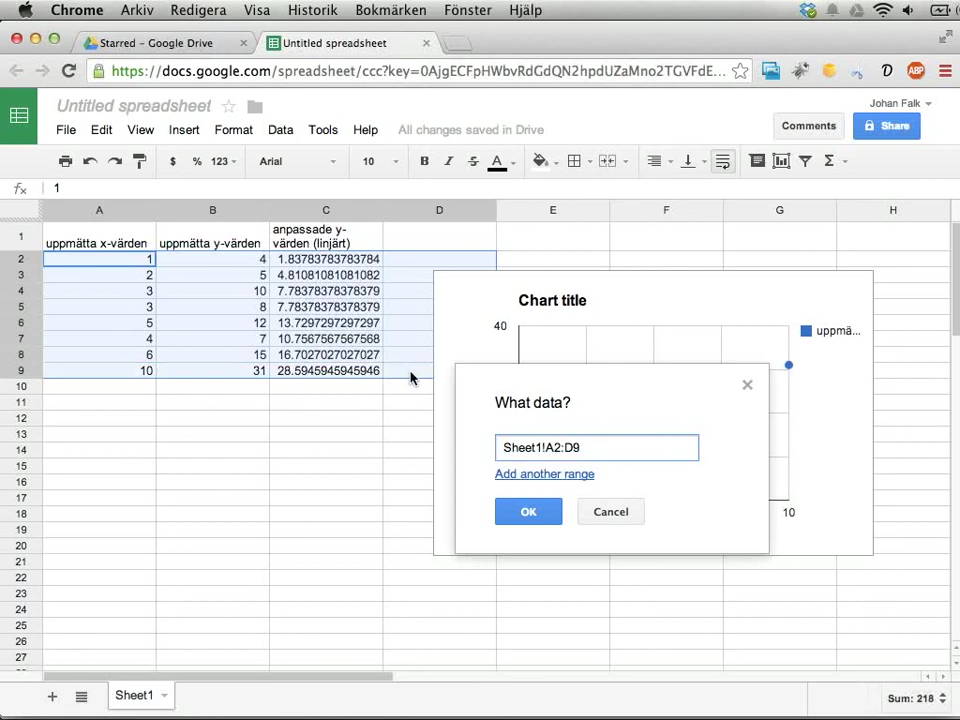 Chrome Arkiv Redigera Visa Historik Bokmärken Fönster Hjälp
Starred - Google Drive × Untitled spreadsheet ×
https://docs.google.com/spreadsheet/ccc?key=0AjgECFpHWbvRdGdQN2hpdUZaMno2TGVFdE... D ABP
Untitled spreadsheet
Johan Falk
File Edit View Insert Format Data Tools Help All changes saved in Drive
Comments Share
$ % 123 Arial 10 B I S A Σ
fx 1
A B C D E F G H
1 uppmätta x-värden uppmätta y-värden anpassade y-
värden (linjärt)
2 1 4 1.83783783783784
3 2 5 4.81081081081082
4 3 10 7.78378378378379
5 3 8 7.78378378378379
6 5 12 13.7297297297297
7 4 7 10.7567567567568
8 6 15 16.7027027027027
9 10 31 28.5945945945946
10
11
12
13
14
15
16
17
18
19
20
21
22
23
24
25
26
27
Chart title
40
uppmä...
10
What data?
Sheet1!A2:D9
Add another range
OK Cancel
Sheet1
Sum: 218